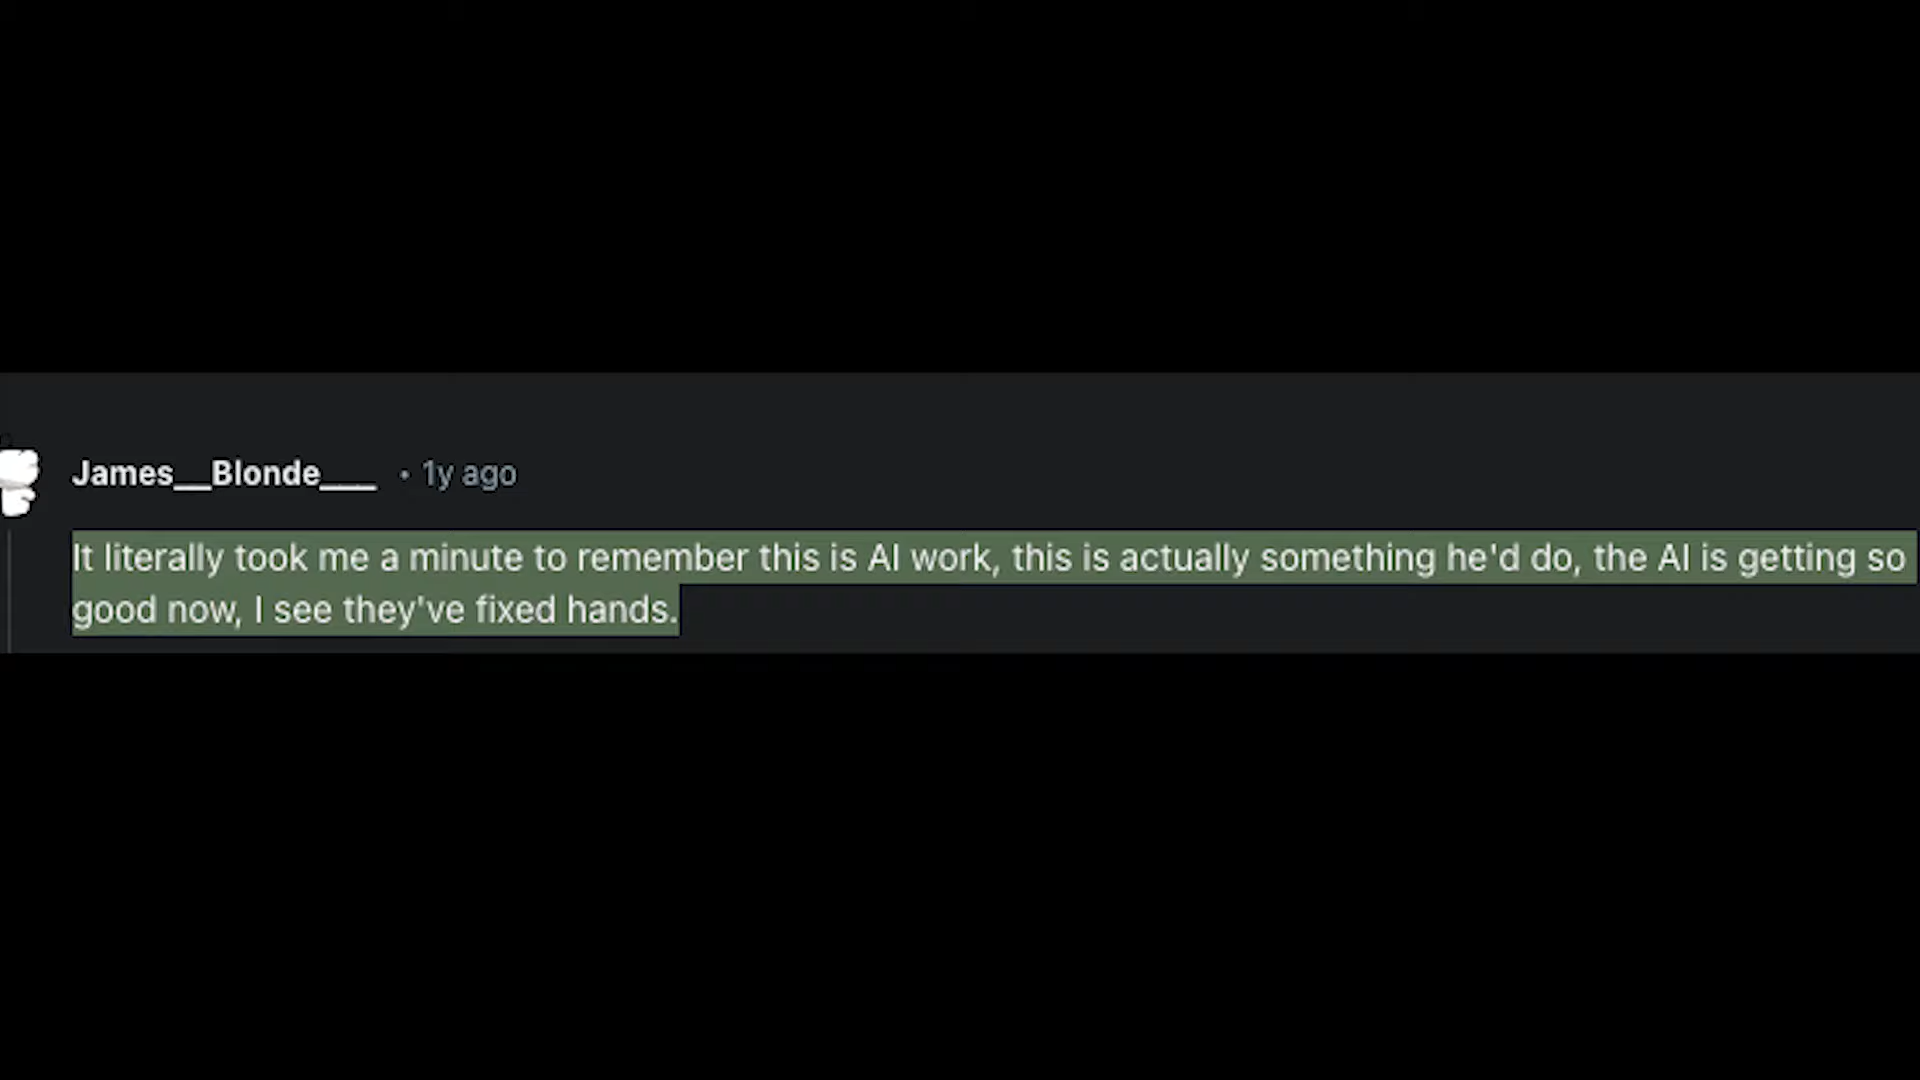 James__Blonde___ • 1y ago
It literally took me a minute to remember this is AI work, this is actually something he'd do, the AI is getting so
good now, I see they've fixed hands.